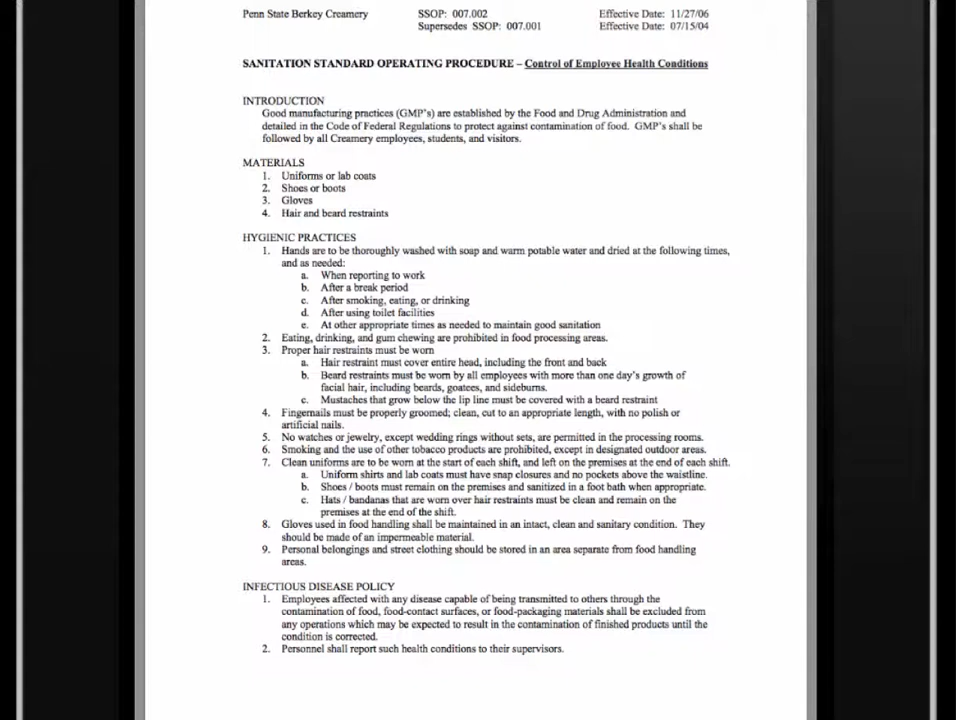 Penn State Berkey Creamery SSOP: 007.002 Effective Date: 11/27/06
Supersedes SSOP: 007.001 Effective Date: 07/15/04
SANITATION STANDARD OPERATING PROCEDURE – Control of Employee Health Conditions
INTRODUCTION
Good manufacturing practices (GMP's) are established by the Food and Drug Administration and
detailed in the Code of Federal Regulations to protect against contamination of food. GMP's shall be
followed by all Creamery employees, students, and visitors.
MATERIALS
1. Uniforms or lab coats
2. Shoes or boots
3. Gloves
4. Hair and beard restraints
HYGIENIC PRACTICES
1. Hands are to be thoroughly washed with soap and warm potable water and dried at the following times,
and as needed:
a. When reporting to work
b. After a break period
c. After smoking, eating, or drinking
d. After using toilet facilities
e. At other appropriate times as needed to maintain good sanitation
2. Eating, drinking, and gum chewing are prohibited in food processing areas.
3. Proper hair restraints must be worn
a. Hair restraint must cover entire head, including the front and back
b. Beard restraints must be worn by all employees with more than one day's growth of
facial hair, including beards, goatees, and sideburns.
c. Mustaches that grow below the lip line must be covered with a beard restraint
4. Fingernails must be properly groomed; clean, cut to an appropriate length, with no polish or
artificial nails.
5. No watches or jewelry, except wedding rings without sets, are permitted in the processing rooms.
6. Smoking and the use of other tobacco products are prohibited, except in designated outdoor areas.
7. Clean uniforms are to be worn at the start of each shift, and left on the premises at the end of each shift.
a. Uniform shirts and lab coats must have snap closures and no pockets above the waistline.
b. Shoes / boots must remain on the premises and sanitized in a foot bath when appropriate.
c. Hats / bandanas that are worn over hair restraints must be clean and remain on the
premises at the end of the shift.
8. Gloves used in food handling shall be maintained in an intact, clean and sanitary condition. They
should be made of an impermeable material.
9. Personal belongings and street clothing should be stored in an area separate from food handling
areas.
INFECTIOUS DISEASE POLICY
1. Employees affected with any disease capable of being transmitted to others through the
contamination of food, food-contact surfaces, or food-packaging materials shall be excluded from
any operations which may be expected to result in the contamination of finished products until the
condition is corrected.
2. Personnel shall report such health conditions to their supervisors.